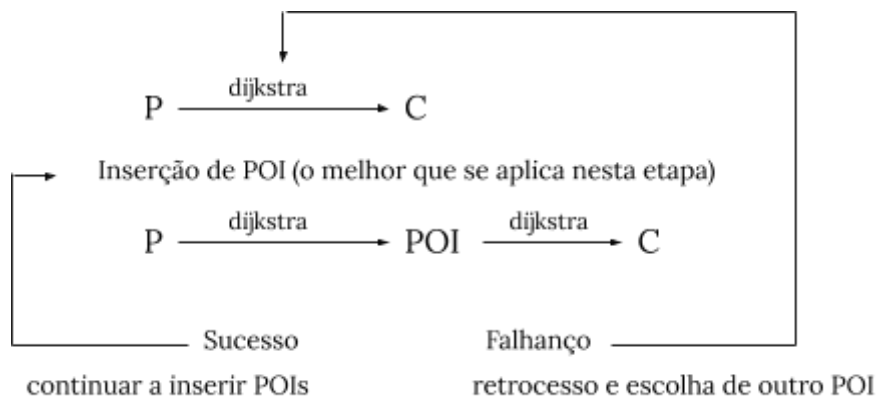 dijkstra
P C
Inserção de POI (o melhor que se aplica nesta etapa)
dijkstra dijkstra
P POI C
Sucesso Falhanço
continuar a inserir POIs retrocesso e escolha de outro POI